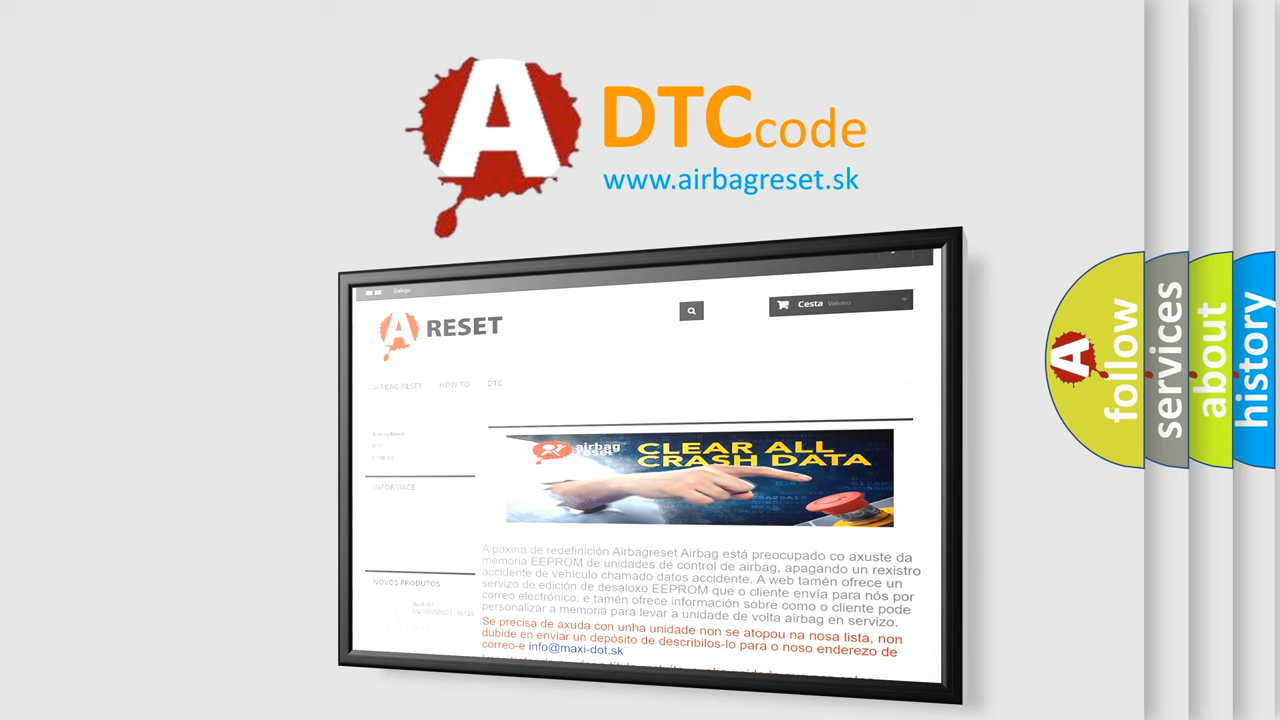 A
DTCcode
www.airbagreset.sk
Galego
A RESET
Cesta Valeiro
AIRBAG RESET HOW TO DTC
INFORMACE
NOVOS PRODUTOS
airbag
reset
CLEAR ALL
CRASH DATA
A páxina de redefinición Airbagreset Airbag está preocupado co axuste da
memoria EEPROM de unidades de control de airbag, apagando un rexistro
accidente de vehículo chamado datos accidente. A web tamén ofrece un
servizo de edición de desaloxo EEPROM que o cliente envía para nós por
correo electrónico, e tamén ofrece información sobre como o cliente pode
personalizar a memoria para levar a unidade de volta airbag en servizo.
Se precisa de axuda con unha unidade non se atopou na nosa lista, non
dubide en enviar un depósito de describilos-lo para o noso enderezo de
correo-e info@maxi-dot.sk
A
follow
services
about
history